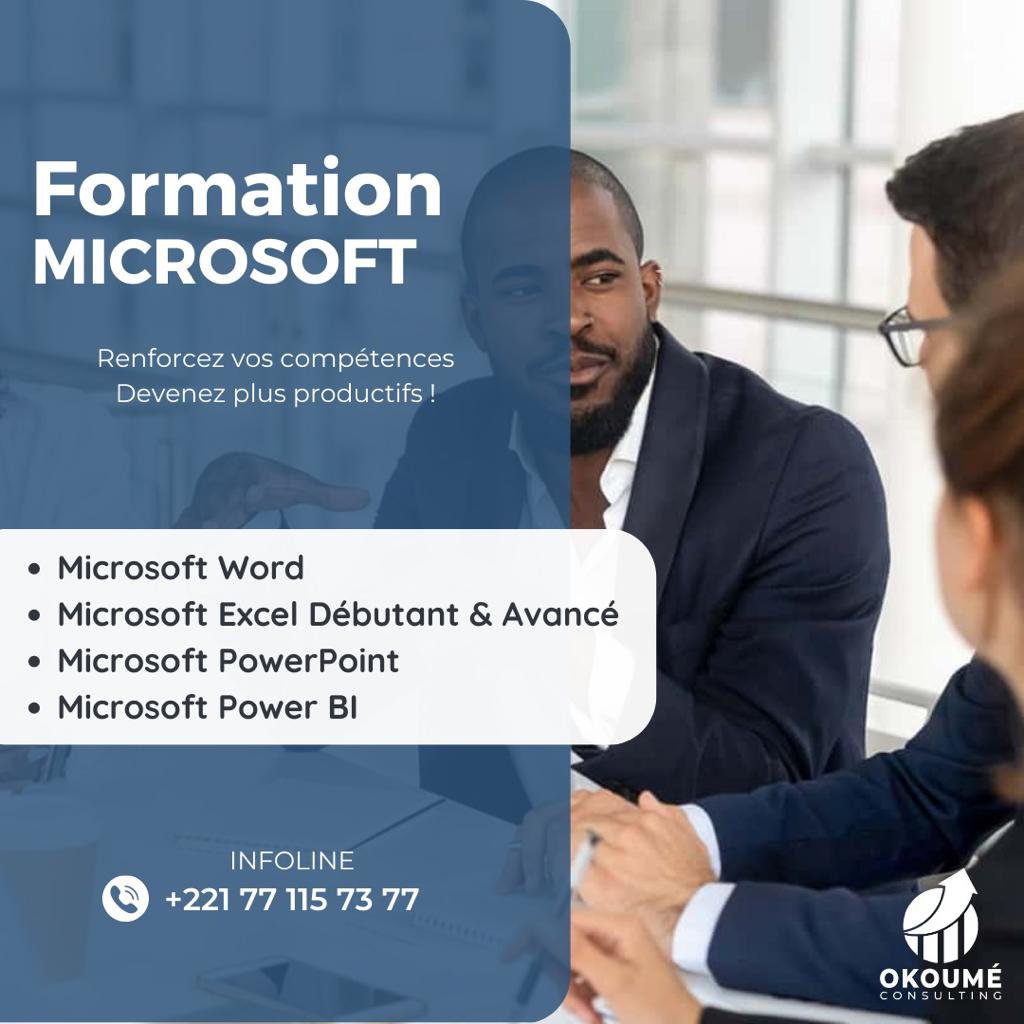 Formation
MICROSOFT
Renforcez vos compétences
Devenez plus productifs !
• Microsoft Word
• Microsoft Excel Débutant & Avancé
• Microsoft PowerPoint
• Microsoft Power BI
INFOLINE
+221 77 115 73 77
OKOUMÉ
CONSULTING